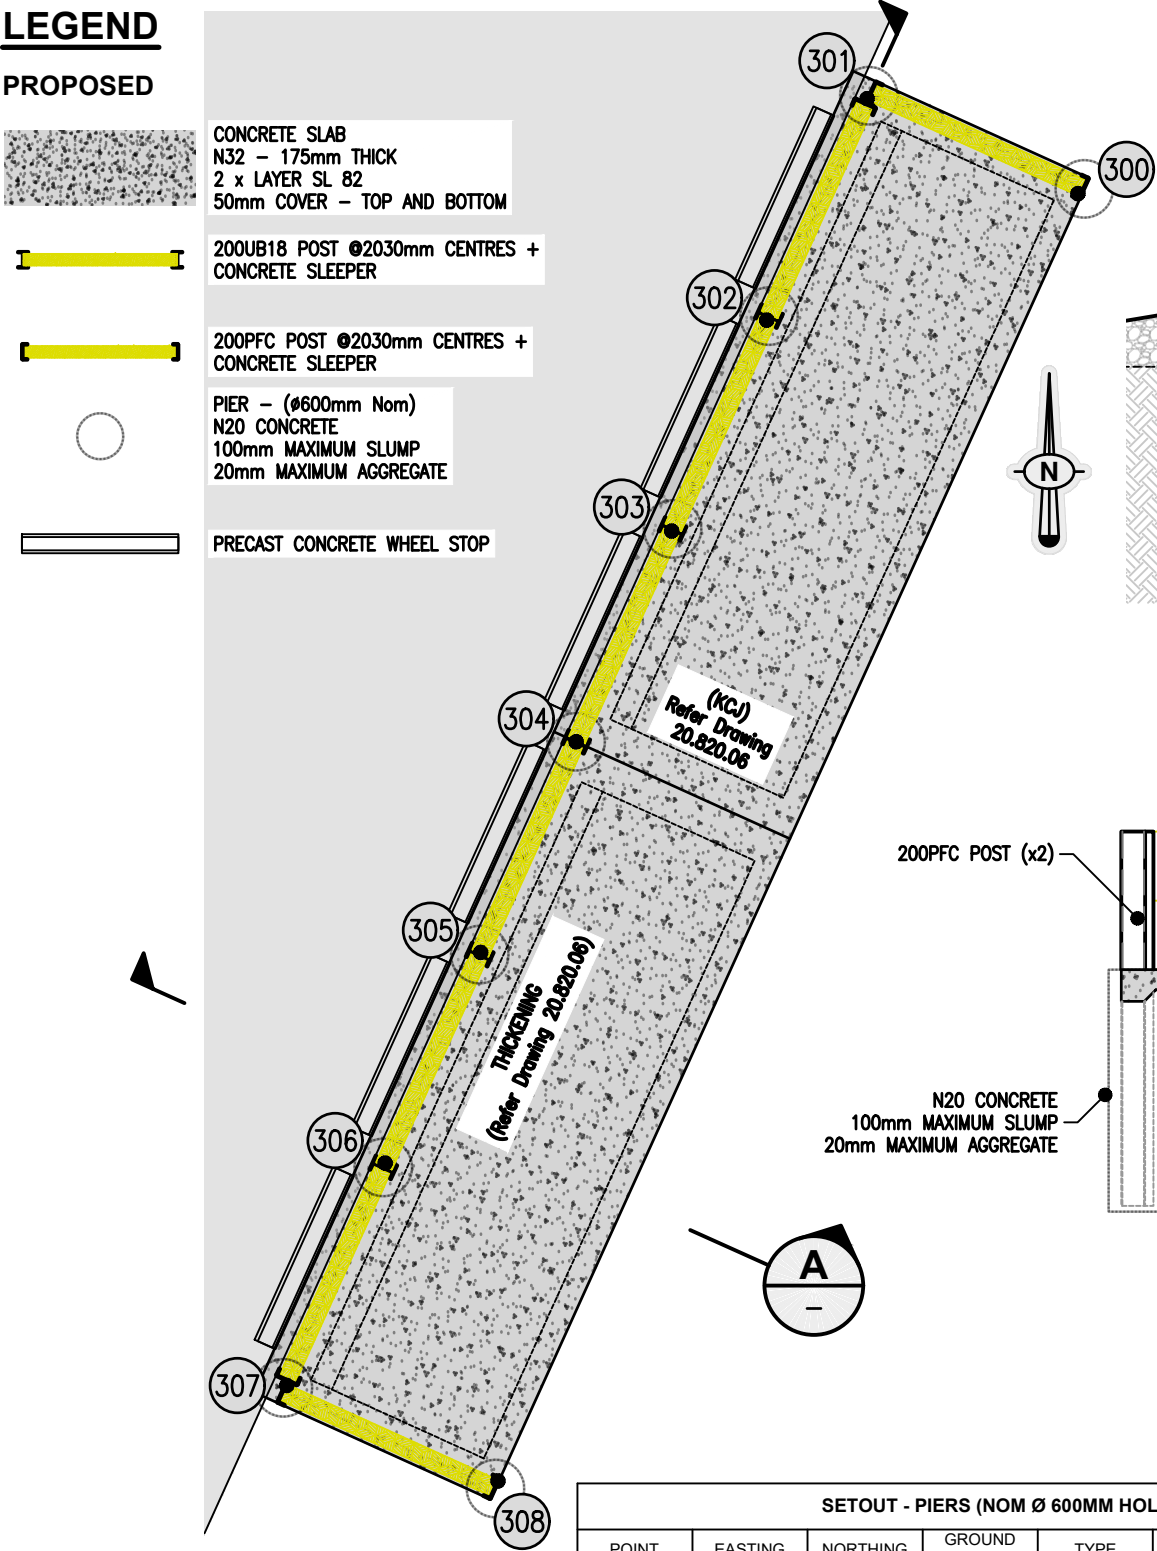 LEGEND
PROPOSED
CONCRETE SLAB
N32 - 175mm THICK
2 x LAYER SL 82
50mm COVER - TOP AND BOTTOM
200UB18 POST @2030mm CENTRES +
CONCRETE SLEEPER
200PFC POST @2030mm CENTRES +
CONCRETE SLEEPER
PIER - (ø600mm Nom)
N20 CONCRETE
100mm MAXIMUM SLUMP
20mm MAXIMUM AGGREGATE
PRECAST CONCRETE WHEEL STOP
301
300
302
303
N
304
(KCJ)
Refer Drawing
20.820.06
305
THICKENING
(Refer Drawing 20.820.06)
306
307
308
200PFC POST (x2)
N20 CONCRETE
100mm MAXIMUM SLUMP
20mm MAXIMUM AGGREGATE
A
-
SETOUT - PIERS (NOM Ø 600MM HOL
POINT EASTING NORTHING GROUND TYPE